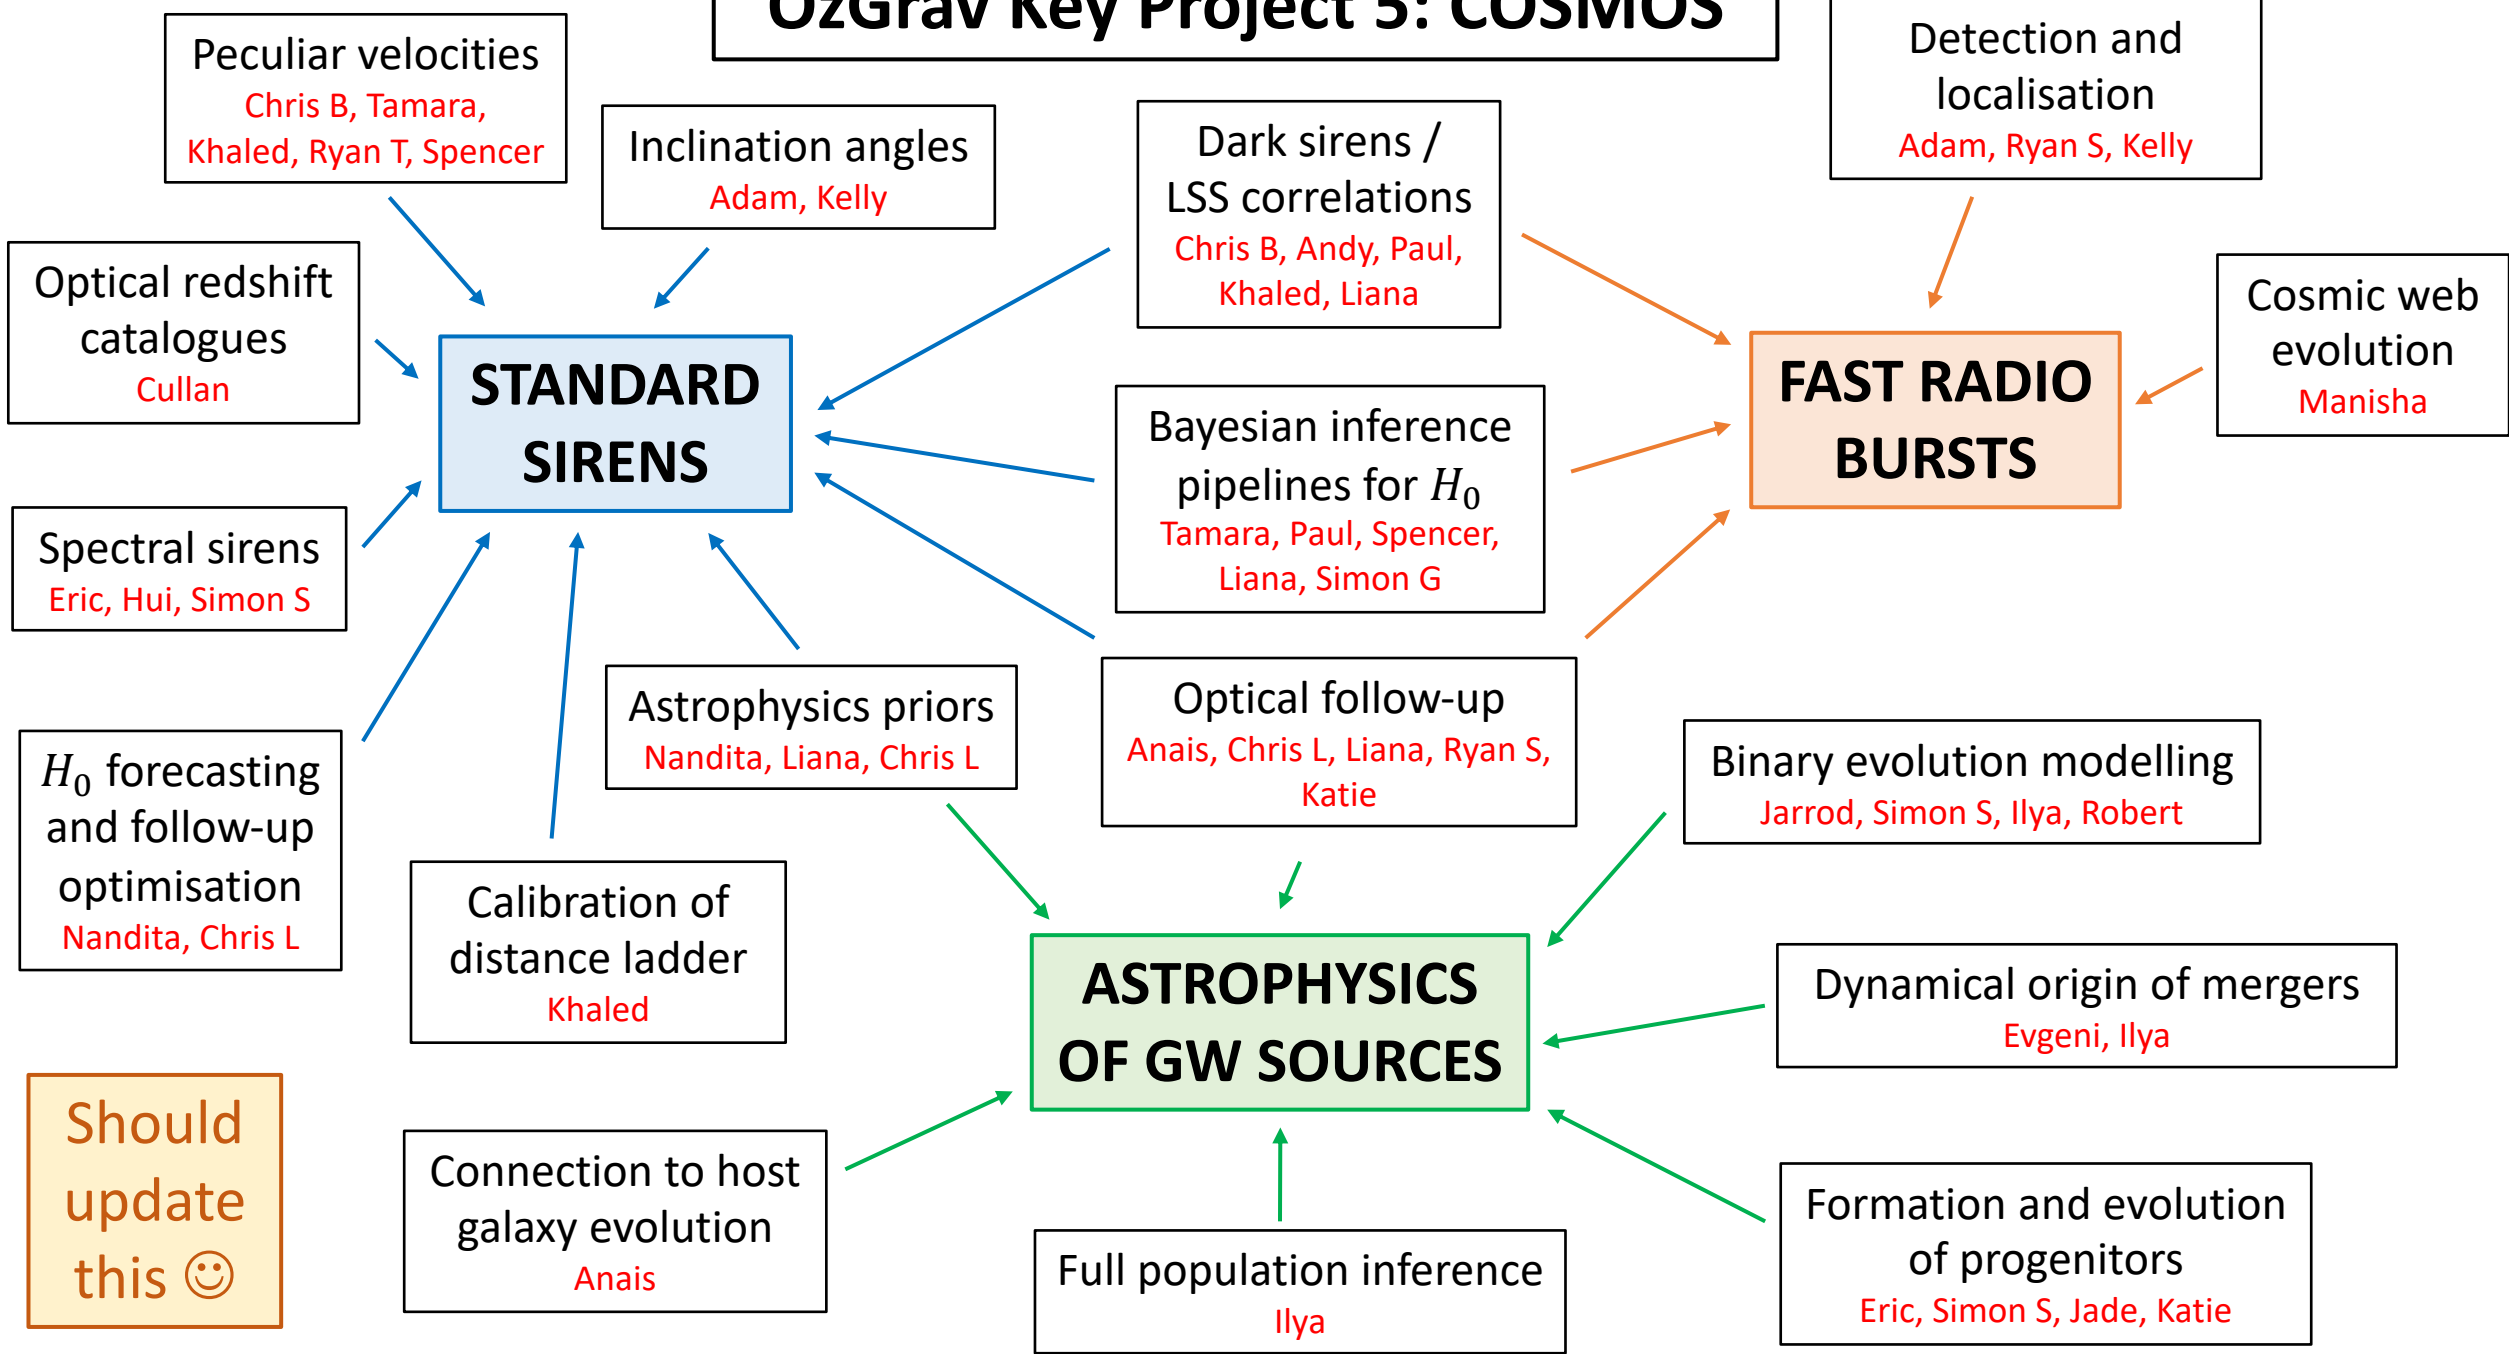 OzGrav Key Project 5: COSMOS
Peculiar velocities
Chris B, Tamara,
Khaled, Ryan T, Spencer
Inclination angles
Adam, Kelly
Dark sirens /
LSS correlations
Chris B, Andy, Paul,
Khaled, Liana
Detection and
localisation
Adam, Ryan S, Kelly
Optical redshift
catalogues
Cullan
STANDARD
SIRENS
Bayesian inference
pipelines for H₀
Tamara, Paul, Spencer,
Liana, Simon G
FAST RADIO
BURSTS
Cosmic web
evolution
Manisha
Spectral sirens
Eric, Hui, Simon S
H₀ forecasting
and follow-up
optimisation
Nandita, Chris L
Astrophysics priors
Nandita, Liana, Chris L
Optical follow-up
Anais, Chris L, Liana, Ryan S,
Katie
Binary evolution modelling
Jarrod, Simon S, Ilya, Robert
Calibration of
distance ladder
Khaled
ASTROPHYSICS
OF GW SOURCES
Dynamical origin of mergers
Evgeni, Ilya
Should
update
this ☺
Connection to host
galaxy evolution
Anais
Full population inference
Ilya
Formation and evolution
of progenitors
Eric, Simon S, Jade, Katie